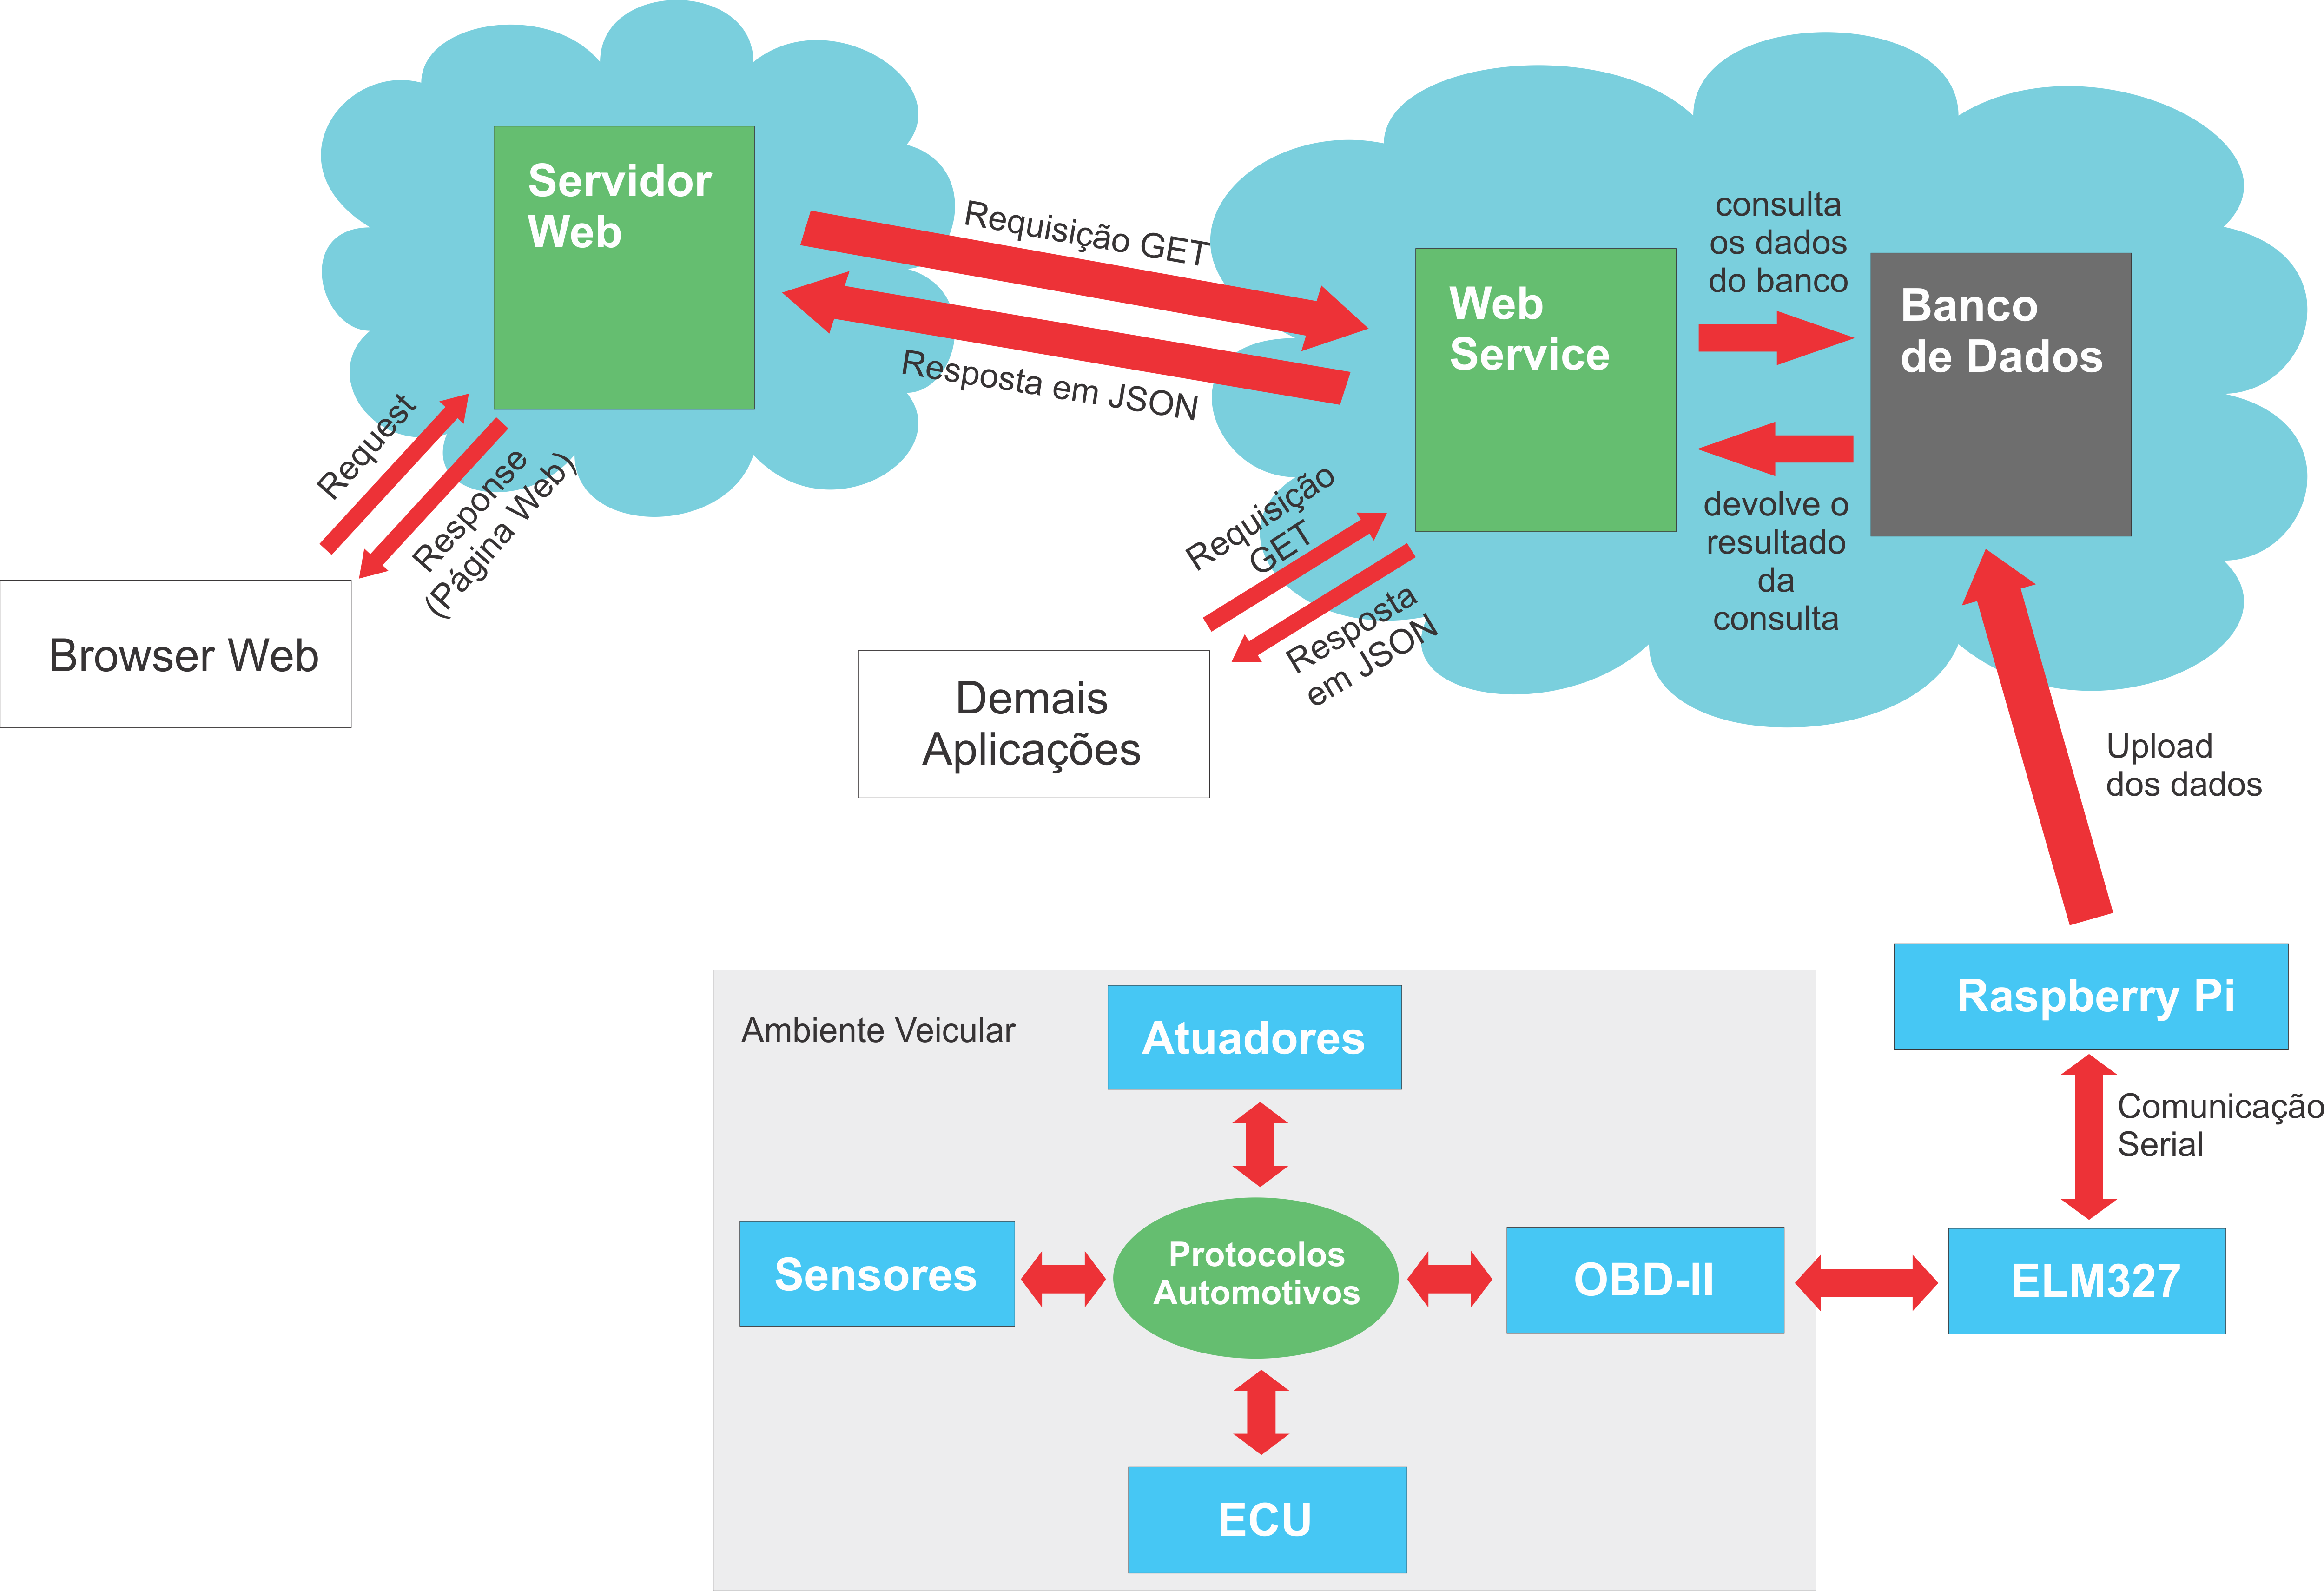 Servidor
Web
Requisição GET
Resposta em JSON
Web
Service
consulta
os dados
do banco
Banco
de Dados
devolve o
resultado
da
consulta
Request
Response
(Página Web)
Browser Web
Requisição
GET
Resposta
em JSON
Demais
Aplicações
Upload
dos dados
Raspberry Pi
Comunicação
Serial
ELM327
Ambiente Veicular
Atuadores
Sensores
Protocolos
Automotivos
OBD-II
ECU